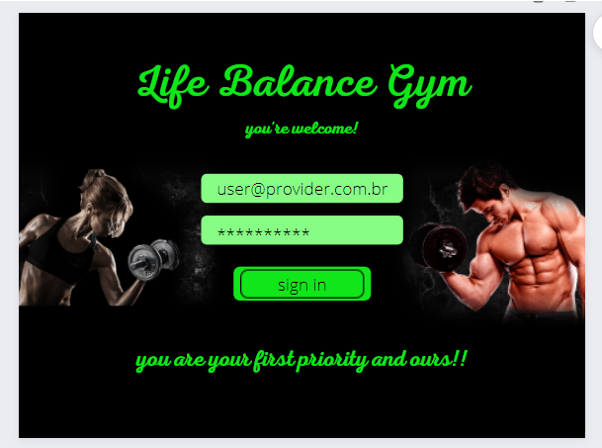 Life Balance Gym
you're welcome!
user@provider.com.br
**********
sign in
you are your first priority and ours!!